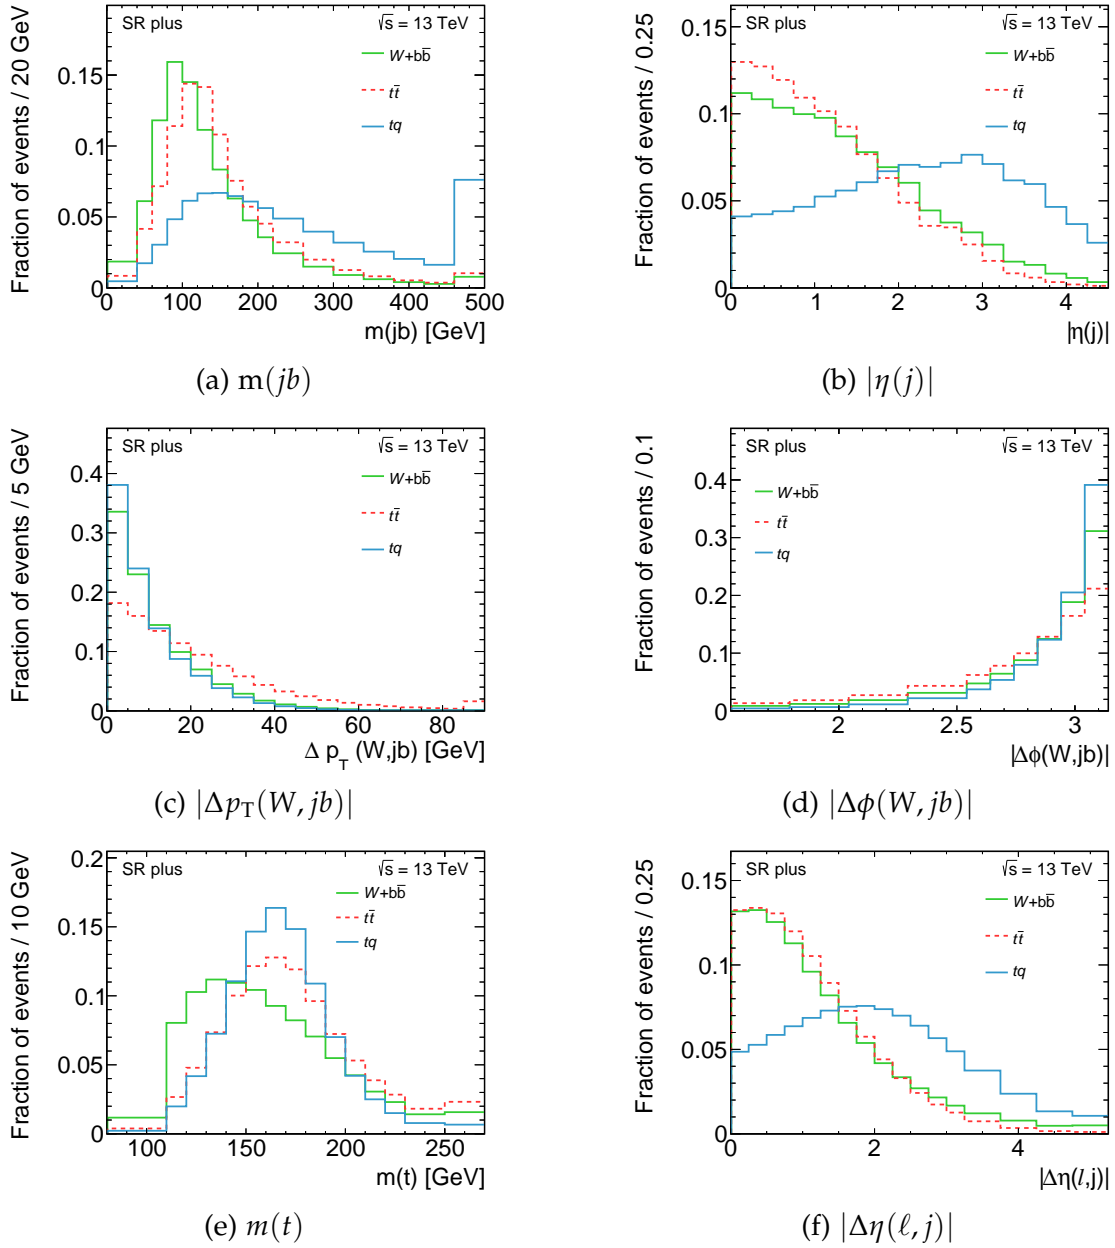 SR plus
√s = 13 TeV
W+bb̄
tt̄
tq
Fraction of events / 20 GeV
0.15
0.1
0.05
0
0 100 200 300 400 500
m(jb) [GeV]
(a) m(jb)
SR plus
√s = 13 TeV
W+bb̄
tt̄
tq
Fraction of events / 0.25
0.15
0.1
0.05
0
0 1 2 3 4
|η(j)|
(b) |η(j)|
SR plus
√s = 13 TeV
W+bb̄
tt̄
tq
Fraction of events / 5 GeV
0.4
0.3
0.2
0.1
0
0 20 40 60 80
Δ p_T (W,jb) [GeV]
(c) |Δp_T(W, jb)|
SR plus
√s = 13 TeV
W+bb̄
tt̄
tq
Fraction of events / 0.1
0.4
0.3
0.2
0.1
0
2 2.5 3
|Δϕ(W,jb)|
(d) |Δϕ(W, jb)|
SR plus
√s = 13 TeV
W+bb̄
tt̄
tq
Fraction of events / 10 GeV
0.2
0.15
0.1
0.05
0
100 150 200 250
m(t) [GeV]
(e) m(t)
SR plus
√s = 13 TeV
W+bb̄
tt̄
tq
Fraction of events / 0.25
0.15
0.1
0.05
0
0 2 4
|Δη(l,j)|
(f) |Δη(ℓ, j)|